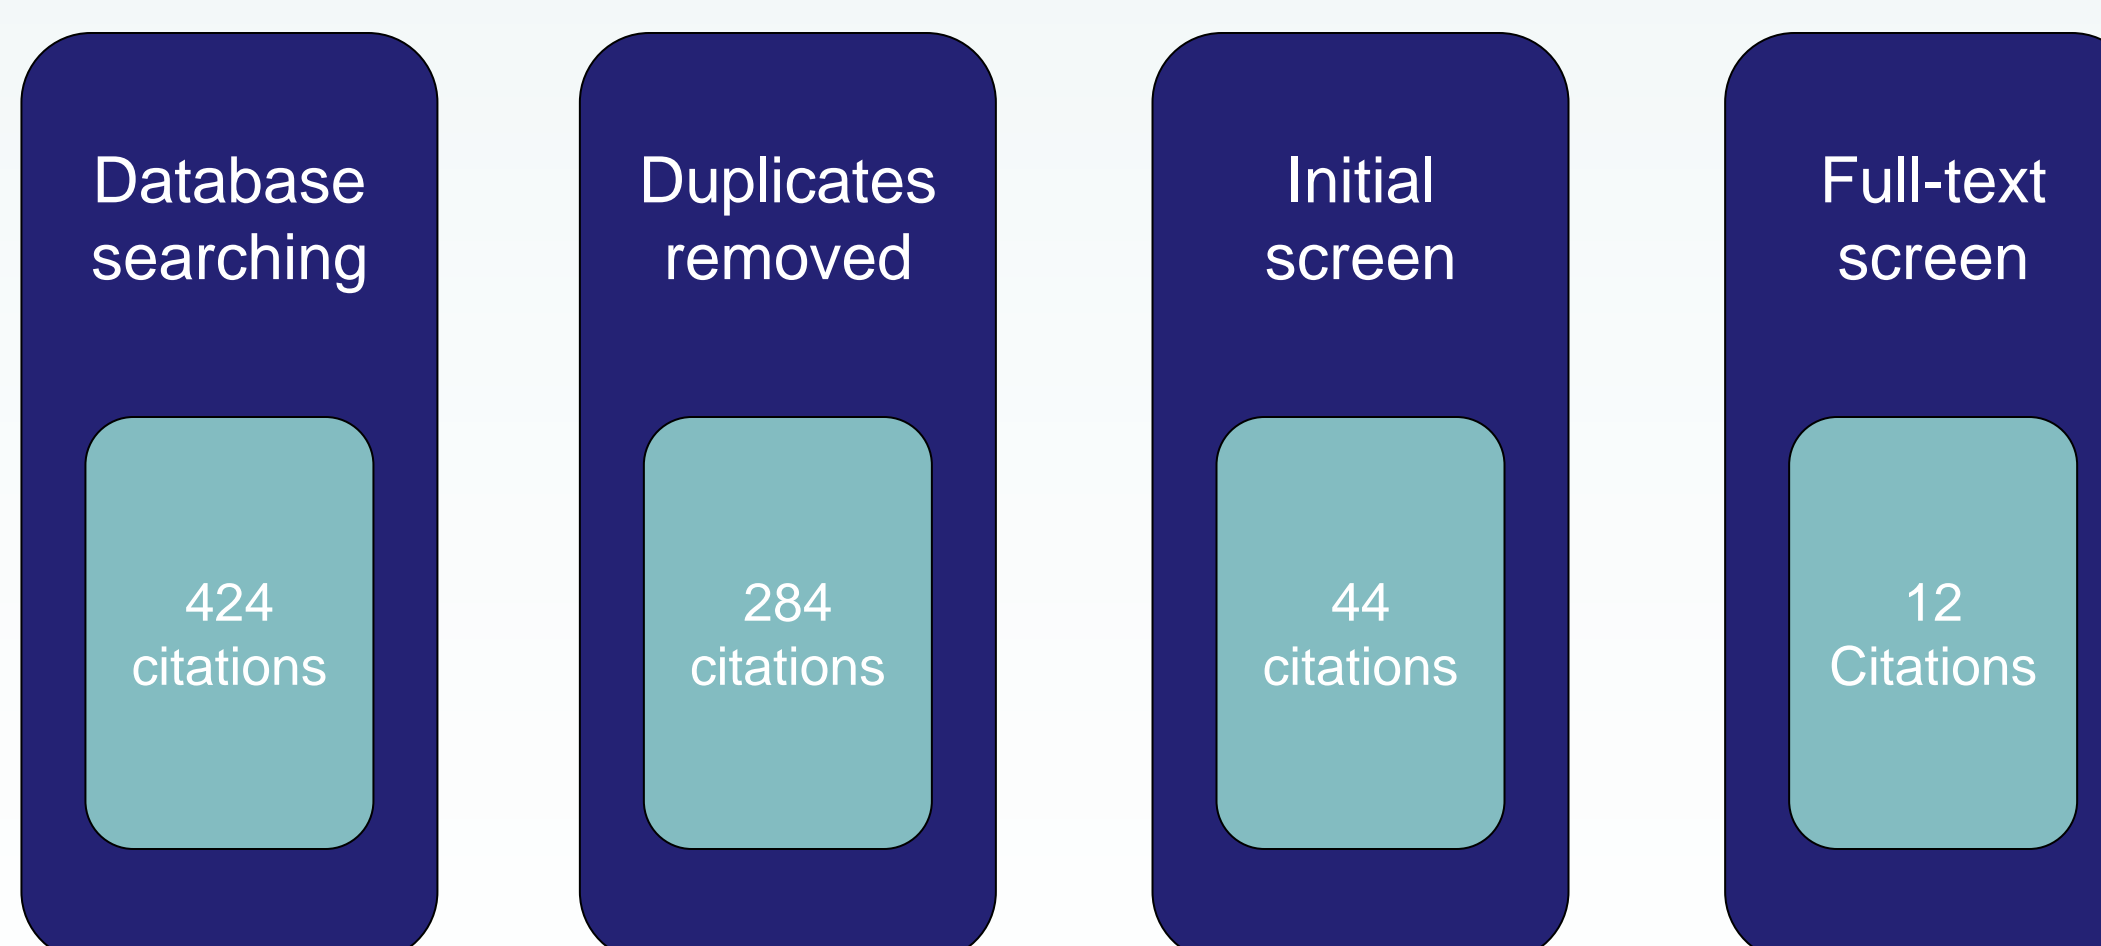 Database
searching
424
citations
Duplicates
removed
284
citations
Initial
screen
44
citations
Full-text
screen
12
Citations